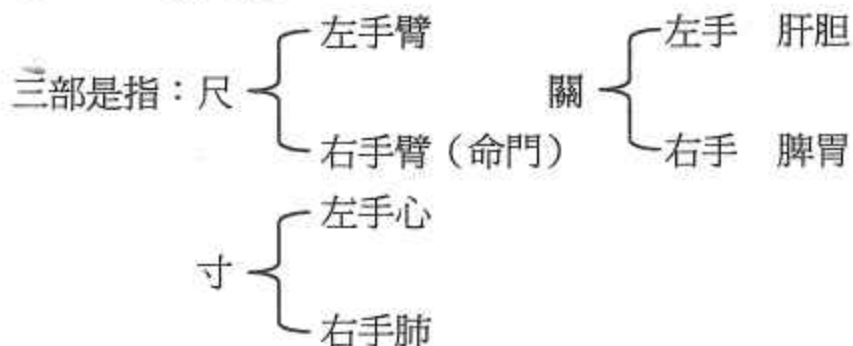 左手臂 左手 肝胆
三部是指：尺 關
右手臂（命門） 右手 脾胃
左手心
寸
右手肺